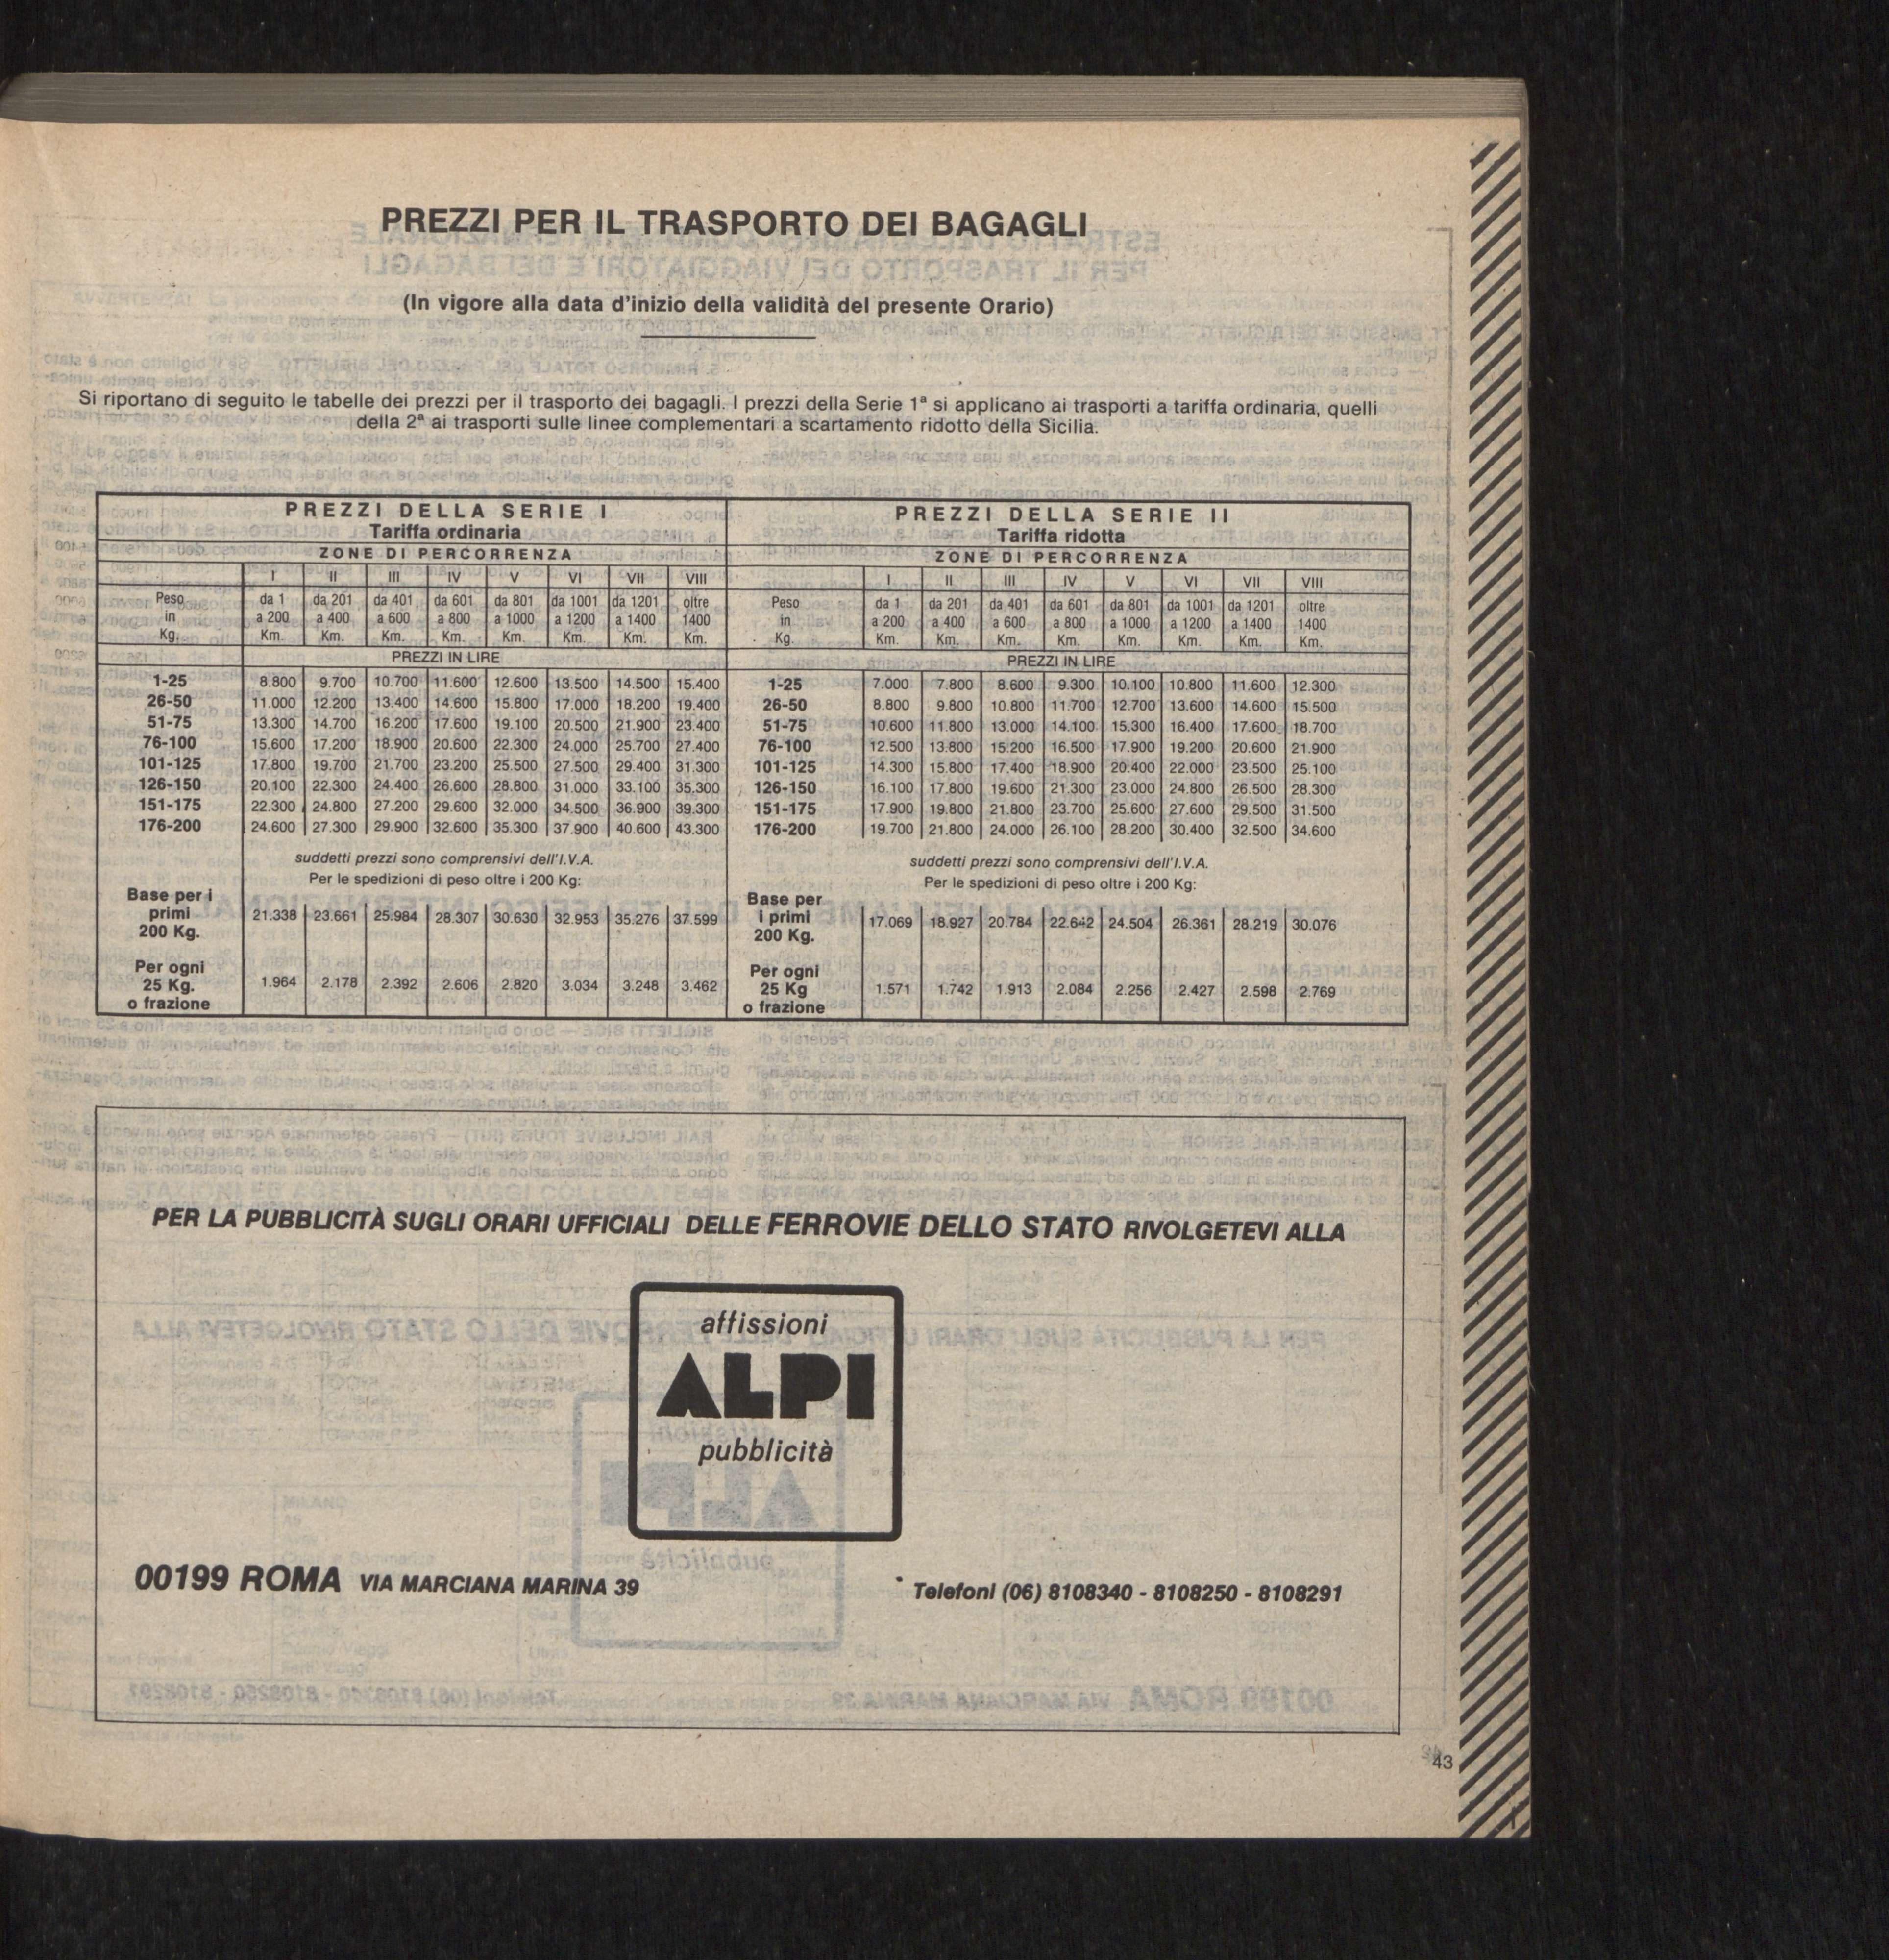 PREZZI PER IL TRASPORTO DEI BAGAGLI
(In vigore alla data d'inizio della validità del presente Orario)
Si riportano di seguito le tabelle dei prezzi per il trasporto dei bagagli. I prezzi della Serie 1ª si applicano ai trasporti a tariffa ordinaria, quelli
della 2ª ai trasporti sulle linee complementari a scartamento ridotto della Sicilia.
PREZZI DELLA SERIE I
Tariffa ordinaria
ZONE DI PERCORRENZA
I II III IV V VI VII VIII
Peso da 1 da 201 da 401 da 601 da 801 da 1001 da 1201 oltre
in a 200 a 400 a 600 a 800 a 1000 a 1200 a 1400 1400
Kg. Km. Km. Km. Km. Km. Km. Km. Km.
PREZZI IN LIRE
1-25 8.800 9.700 10.700 11.600 12.600 13.500 14.500 15.400
26-50 11.000 12.200 13.400 14.600 15.800 17.000 18.200 19.400
51-75 13.300 14.700 16.200 17.600 19.100 20.500 21.900 23.400
76-100 15.600 17.200 18.900 20.600 22.300 24.000 25.700 27.400
101-125 17.800 19.700 21.700 23.200 25.500 27.500 29.400 31.300
126-150 20.100 22.300 24.400 26.600 28.800 31.000 33.100 35.300
151-175 22.300 24.800 27.200 29.600 32.000 34.500 36.900 39.300
176-200 24.600 27.300 29.900 32.600 35.300 37.900 40.600 43.300
suddetti prezzi sono comprensivi dell'I.V.A.
Per le spedizioni di peso oltre i 200 Kg:
Base per i
primi 21.338 23.661 25.984 28.307 30.630 32.953 35.276 37.599
200 Kg.
Per ogni
25 Kg. 1.964 2.178 2.392 2.606 2.820 3.034 3.248 3.462
o frazione
PREZZI DELLA SERIE II
Tariffa ridotta
ZONE DI PERCORRENZA
I II III IV V VI VII VIII
Peso da 1 da 201 da 401 da 601 da 801 da 1001 da 1201 oltre
in a 200 a 400 a 600 a 800 a 1000 a 1200 a 1400 1400
Kg. Km. Km. Km. Km. Km. Km. Km. Km.
PREZZI IN LIRE
1-25 7.000 7.800 8.600 9.300 10.100 10.800 11.600 12.300
26-50 8.800 9.800 10.800 11.700 12.700 13.600 14.600 15.500
51-75 10.600 11.800 13.000 14.100 15.300 16.400 17.600 18.700
76-100 12.500 13.800 15.200 16.500 17.900 19.200 20.600 21.900
101-125 14.300 15.800 17.400 18.900 20.400 22.000 23.500 25.100
126-150 16.100 17.800 19.600 21.300 23.000 24.800 26.500 28.300
151-175 17.900 19.800 21.800 23.700 25.600 27.600 29.500 31.500
176-200 19.700 21.800 24.000 26.100 28.200 30.400 32.500 34.600
suddetti prezzi sono comprensivi dell'I.V.A.
Per le spedizioni di peso oltre i 200 Kg:
Base per
i primi 17.069 18.927 20.784 22.642 24.504 26.361 28.219 30.076
200 Kg.
Per ogni
25 Kg 1.571 1.742 1.913 2.084 2.256 2.427 2.598 2.769
o frazione
PER LA PUBBLICITÀ SUGLI ORARI UFFICIALI DELLE FERROVIE DELLO STATO RIVOLGETEVI ALLA
affissioni
ALPI
pubblicità
00199 ROMA VIA MARCIANA MARINA 39
Telefoni (06) 8108340 - 8108250 - 8108291
43